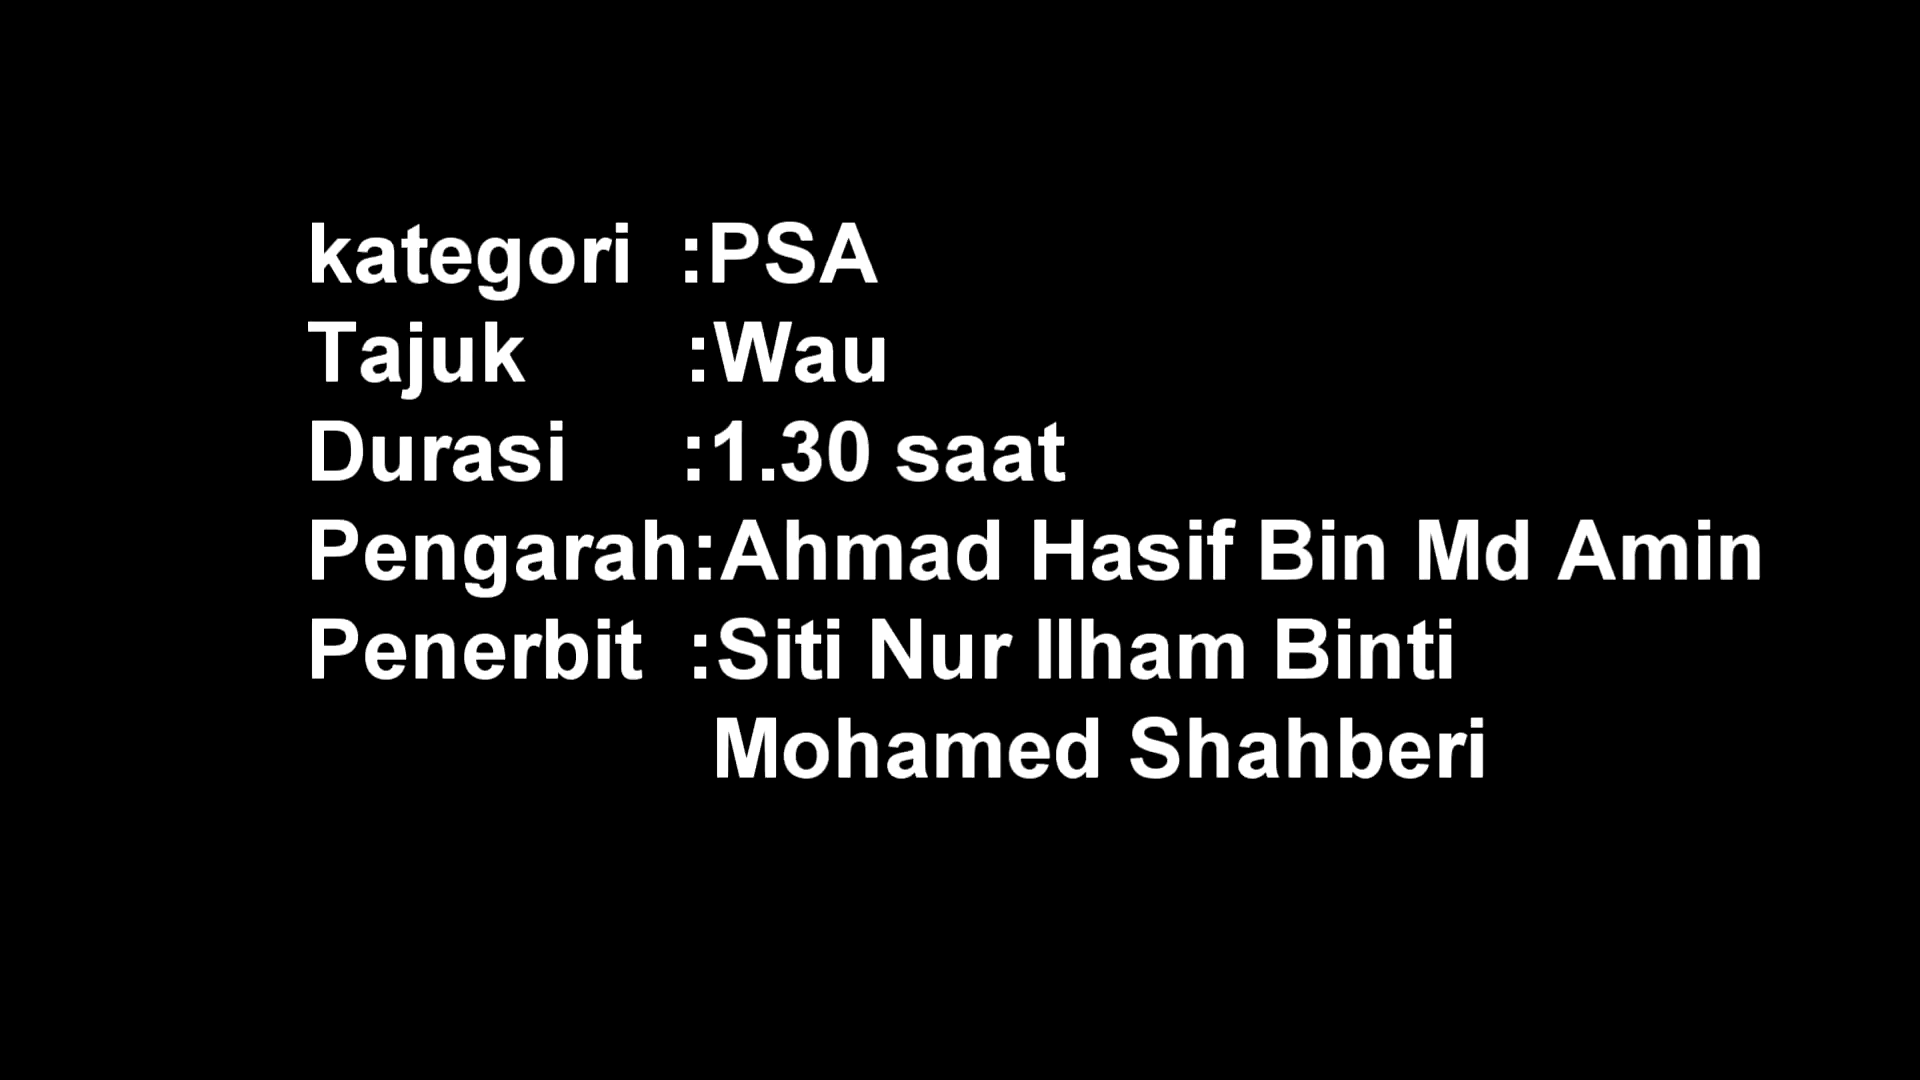 kategori :PSA
Tajuk :Wau
Durasi :1.30 saat
Pengarah:Ahmad Hasif Bin Md Amin
Penerbit :Siti Nur Ilham Binti
Mohamed Shahberi